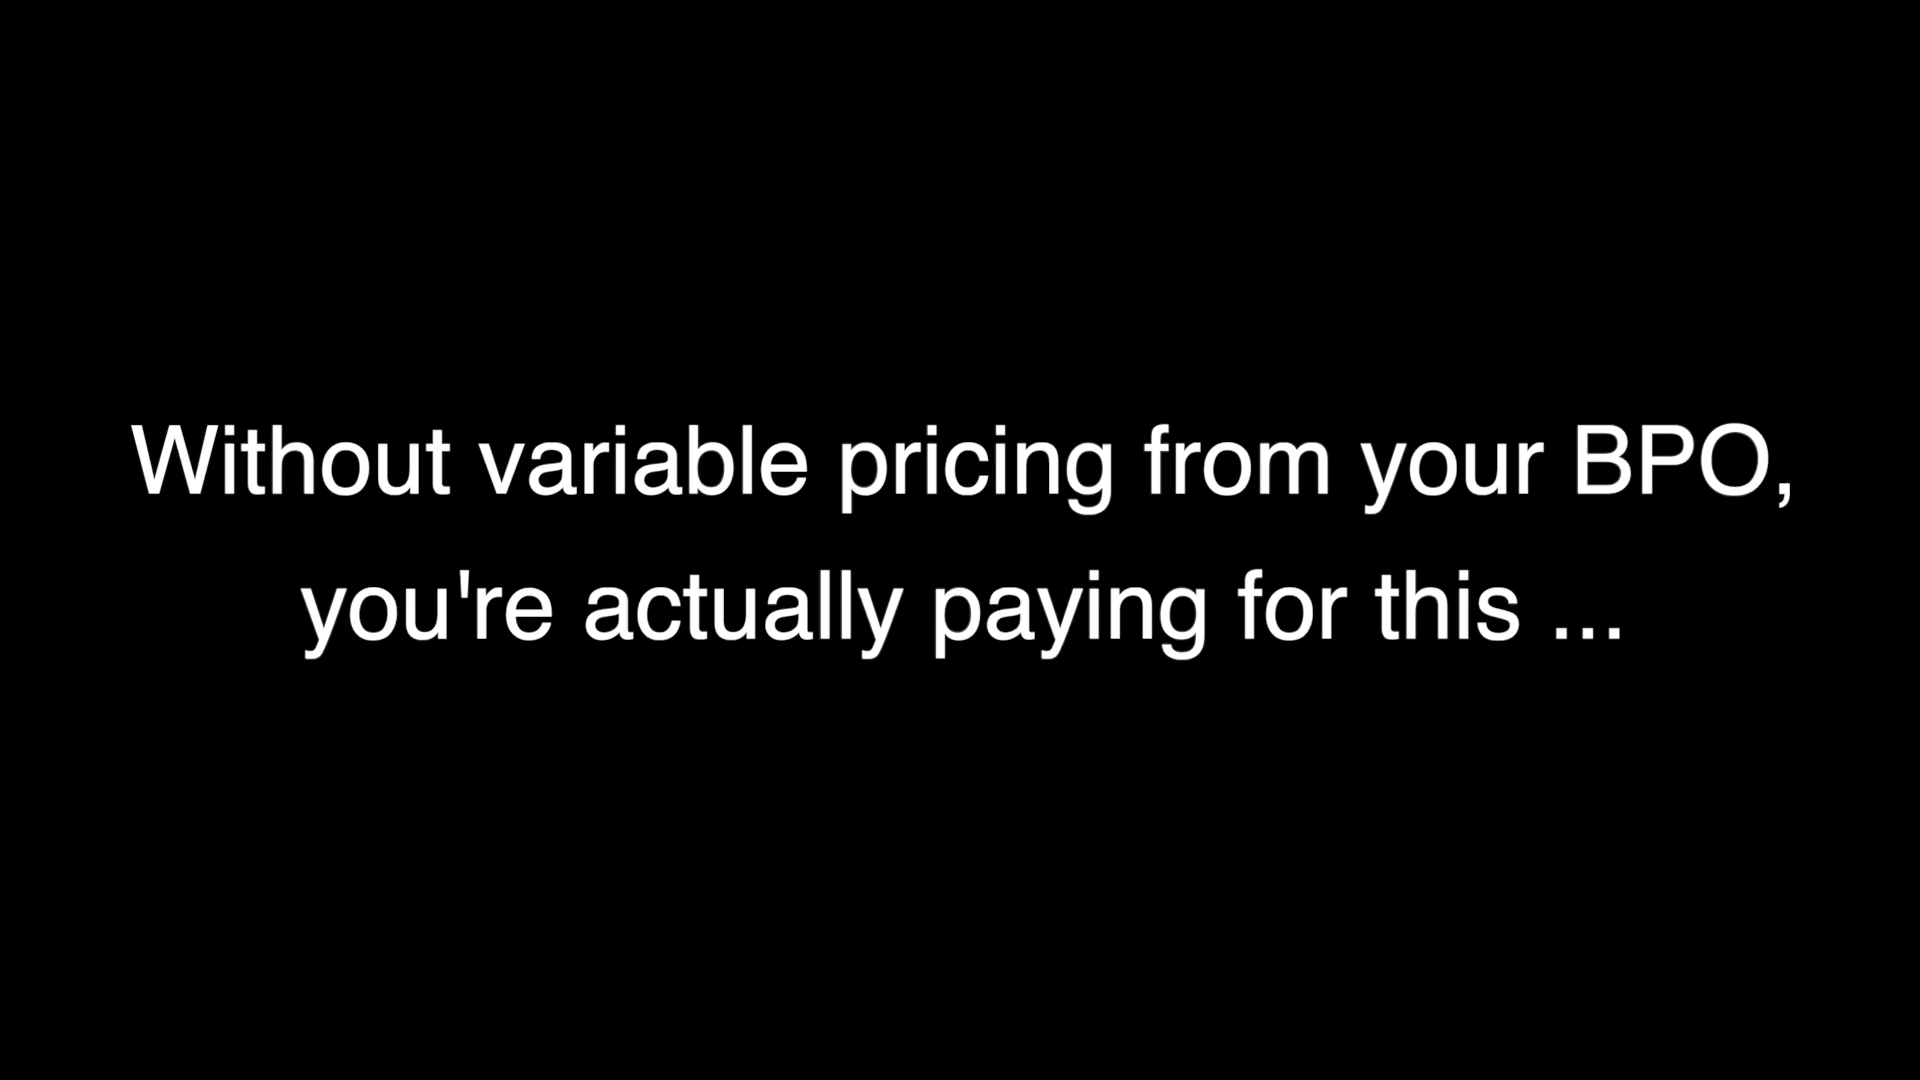 Without variable pricing from your BPO,
you're actually paying for this ...